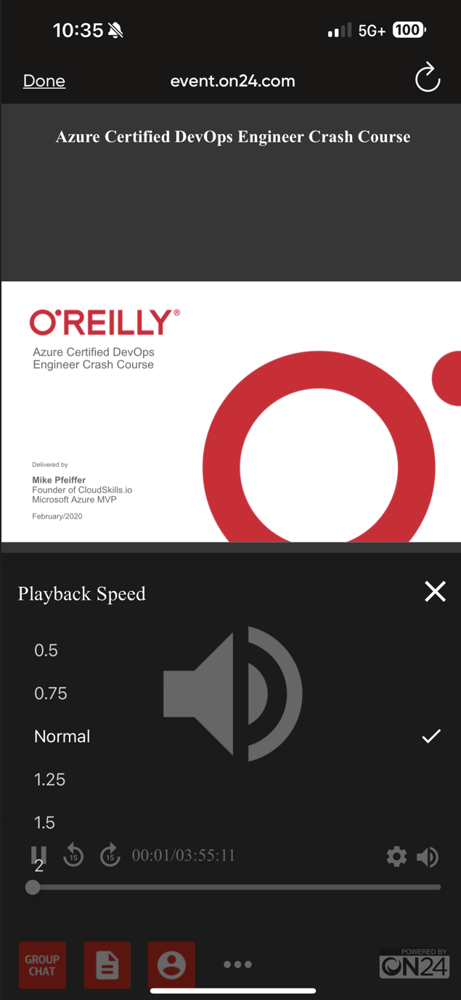 10:35
5G+ 100
Done
event.on24.com
Azure Certified DevOps Engineer Crash Course
O'REILLY®
Azure Certified DevOps
Engineer Crash Course
Delivered by
Mike Pfeiffer
Founder of CloudSkills.io
Microsoft Azure MVP
February/2020
Playback Speed
0.5
0.75
Normal
1.25
1.5
2
15
15
00:01/03:55:11
GROUP
CHAT
POWERED BY
ON24